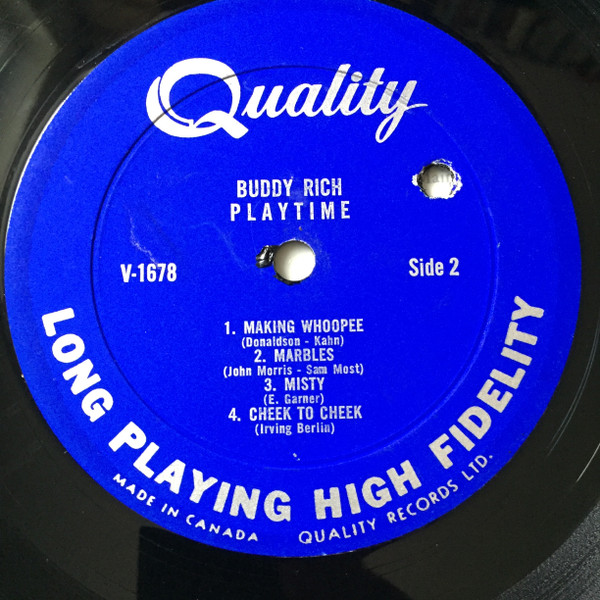 Quality
BUDDY RICH
PLAYTIME
V-1678
Side 2
1. MAKING WHOOPEE
(Donaldson - Kahn)
2. MARBLES
(John Morris - Sam Most)
3. MISTY
(E. Garner)
4. CHEEK TO CHEEK
(Irving Berlin)
LONG PLAYING HIGH FIDELITY
MADE IN CANADA
QUALITY RECORDS LTD.